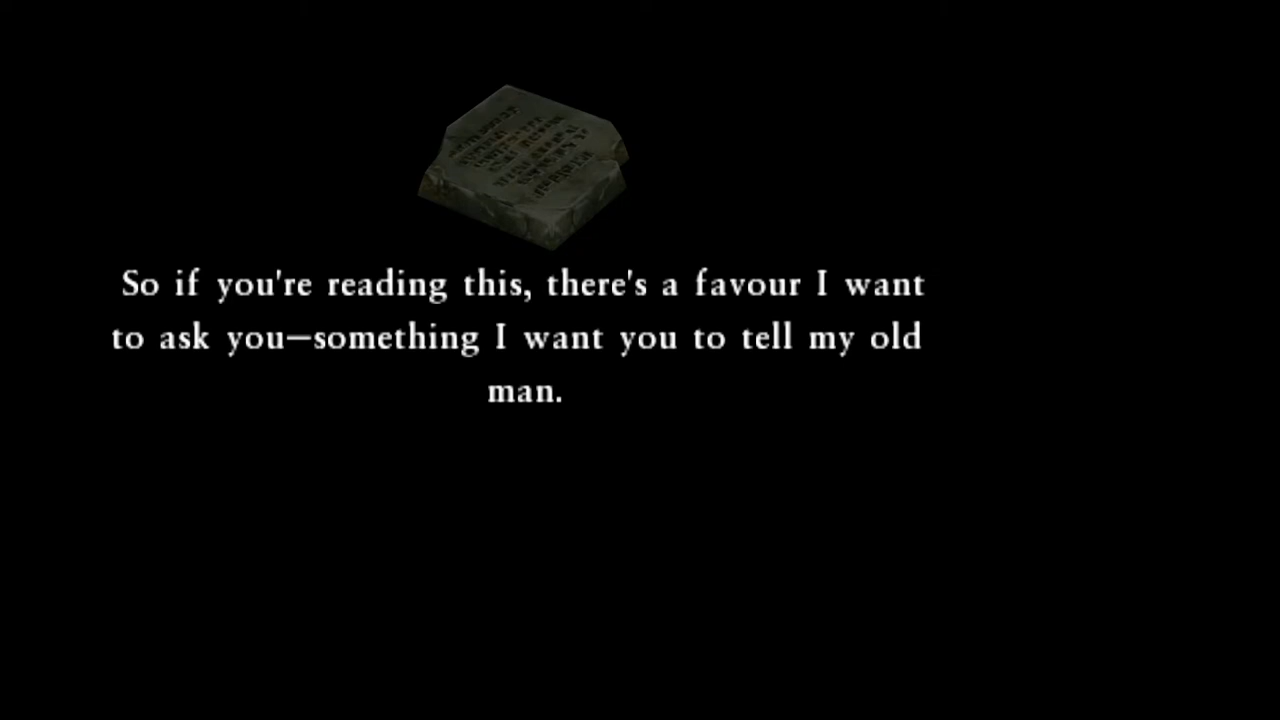 So if you're reading this, there's a favour I want
to ask you—something I want you to tell my old
man.